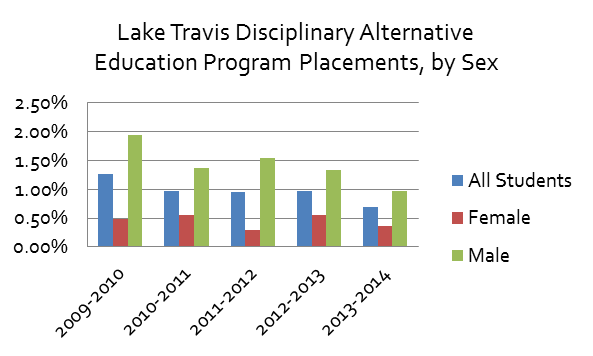 Lake Travis Disciplinary Alternative
Education Program Placements, by Sex
2.50%
2.00%
1.50%
1.00%
0.50%
0.00%
2009-2010
2010-2011
2011-2012
2012-2013
2013-2014
All Students
Female
Male